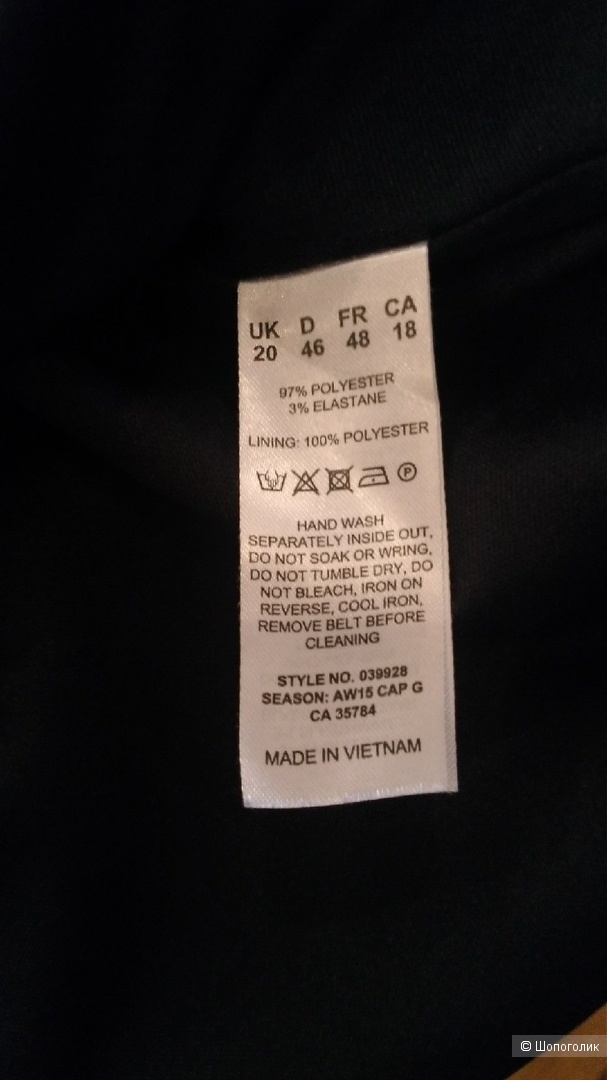 UK D FR CA
20 46 48 18
97% POLYESTER
3% ELASTANE
LINING: 100% POLYESTER
P
HAND WASH
SEPARATELY INSIDE OUT,
DO NOT SOAK OR WRING,
DO NOT TUMBLE DRY, DO
NOT BLEACH, IRON ON
REVERSE, COOL IRON,
REMOVE BELT BEFORE
CLEANING
STYLE NO. 039928
SEASON: AW15 CAP G
CA 35784
MADE IN VIETNAM
© Шопоголик